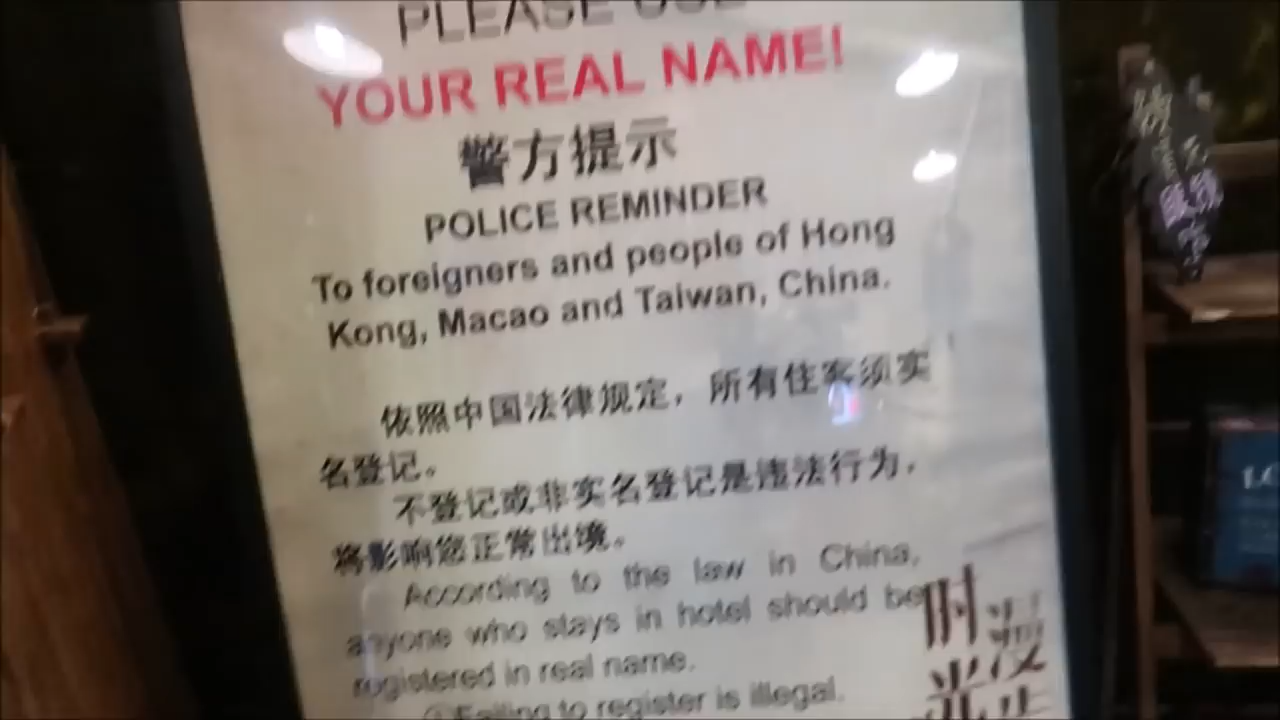 PLEASE USE
YOUR REAL NAME!
警方提示
POLICE REMINDER
To foreigners and people of Hong
Kong, Macao and Taiwan, China.
依照中国法律规定，所有住客须实
名登记。
不登记或非实名登记是违法行为，
将影响您正常出境。
According to the law in China,
anyone who stays in hotel should be
registered in real name.
①Failing to register is illegal.
时
光